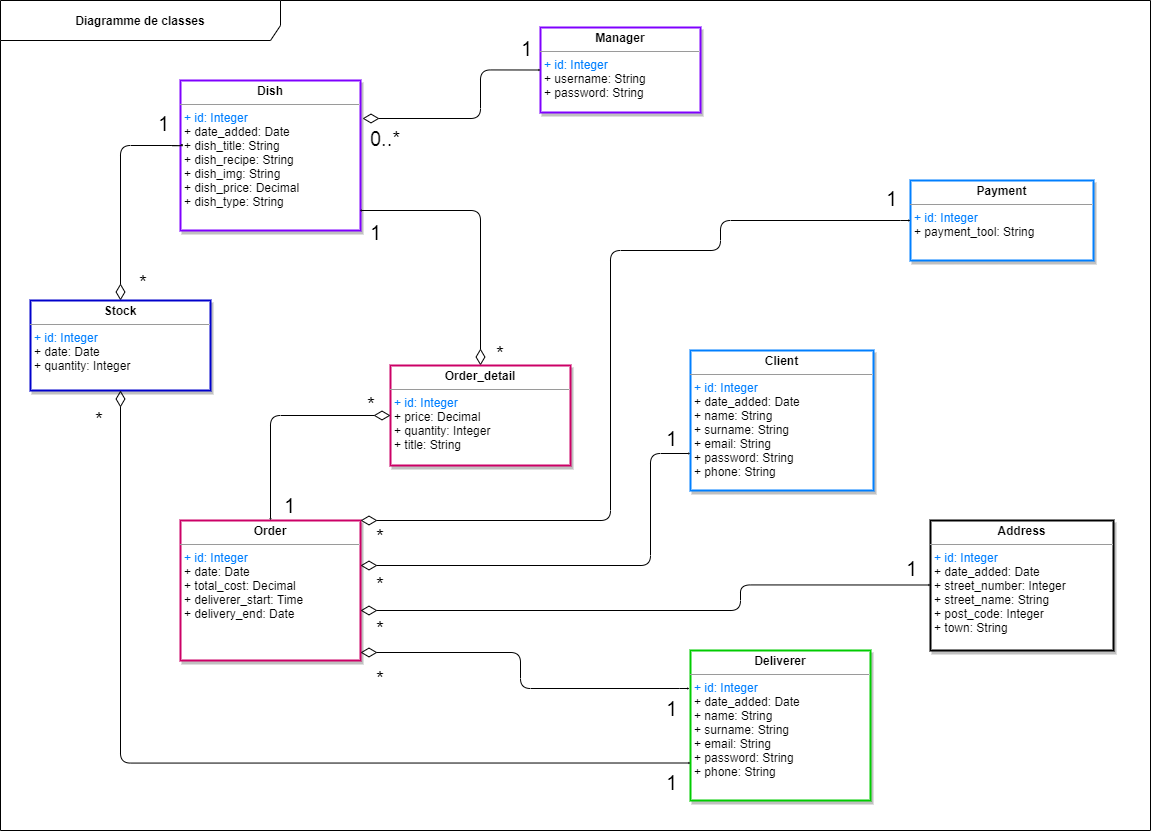 Diagramme de classes
Manager
+ id: Integer
+ username: String
+ password: String
1
Dish
+ id: Integer
+ date_added: Date
+ dish_title: String
+ dish_recipe: String
+ dish_img: String
+ dish_price: Decimal
+ dish_type: String
1
0..*
1
Payment
+ id: Integer
+ payment_tool: String
1
*
Stock
+ id: Integer
+ date: Date
+ quantity: Integer
*
*
Order_detail
+ id: Integer
+ price: Decimal
+ quantity: Integer
+ title: String
*
Client
+ id: Integer
+ date_added: Date
+ name: String
+ surname: String
+ email: String
+ password: String
+ phone: String
1
1
Order
+ id: Integer
+ date: Date
+ total_cost: Decimal
+ deliverer_start: Time
+ delivery_end: Date
*
*
*
*
Address
+ id: Integer
+ date_added: Date
+ street_number: Integer
+ street_name: String
+ post_code: Integer
+ town: String
1
Deliverer
+ id: Integer
+ date_added: Date
+ name: String
+ surname: String
+ email: String
+ password: String
+ phone: String
1
1